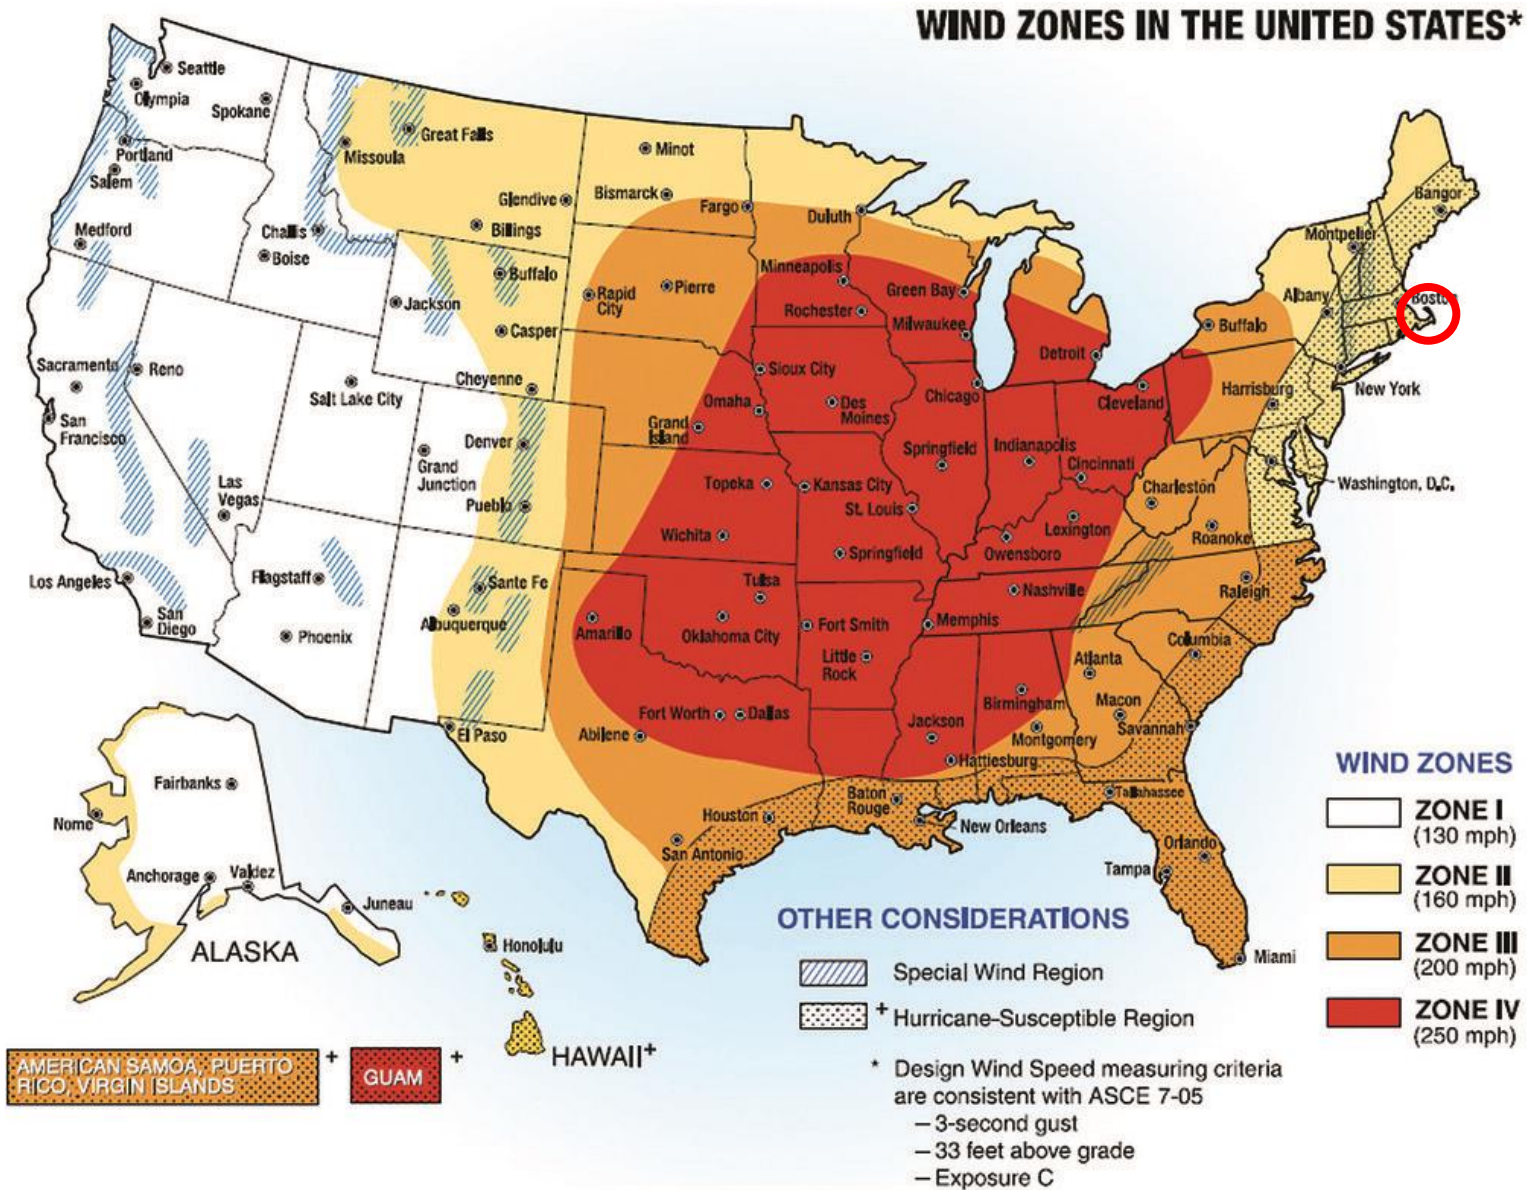 WIND ZONES IN THE UNITED STATES*
Seattle
Olympia
Spokane
Portland
Salem
Medford
Missoula
Great Falls
Glendive
Billings
Challis
Boise
Jackson
Buffalo
Casper
Cheyenne
Minot
Bismarck
Fargo
Duluth
Rapid
City
Pierre
Minneapolis
Rochester
Green Bay
Milwaukee
Detroit
Bangor
Montpelier
Albany
Buffalo
New York
Harrisburg
Washington, D.C.
Sacramento
Reno
San
Francisco
Salt Lake City
Las
Vegas
Grand
Junction
Denver
Pueblo
Grand
Island
Omaha
Sioux City
Des
Moines
Chicago
Cleveland
Springfield
Indianapolis
Cincinnati
Charleston
Roanoke
Topeka
Kansas City
St. Louis
Wichita
Springfield
Owensboro
Lexington
Los Angeles
San
Diego
Flagstaff
Phoenix
Sante Fe
Albuquerque
El Paso
Amarillo
Tulsa
Oklahoma City
Fort Smith
Little
Rock
Memphis
Nashville
Raleigh
Columbia
Atlanta
Macon
Savannah
Birmingham
Montgomery
Jackson
Hattiesburg
Fort Worth
Dallas
Abilene
Houston
San Antonio
Baton
Rouge
New Orleans
Tallahassee
Orlando
Tampa
Miami
Fairbanks
Nome
Anchorage
Valdez
Juneau
ALASKA
Honolulu
HAWAII+
AMERICAN SAMOA, PUERTO
RICO, VIRGIN ISLANDS
+
GUAM
+
OTHER CONSIDERATIONS
Special Wind Region
+ Hurricane-Susceptible Region
* Design Wind Speed measuring criteria
are consistent with ASCE 7-05
– 3-second gust
– 33 feet above grade
– Exposure C
WIND ZONES
ZONE I
(130 mph)
ZONE II
(160 mph)
ZONE III
(200 mph)
ZONE IV
(250 mph)